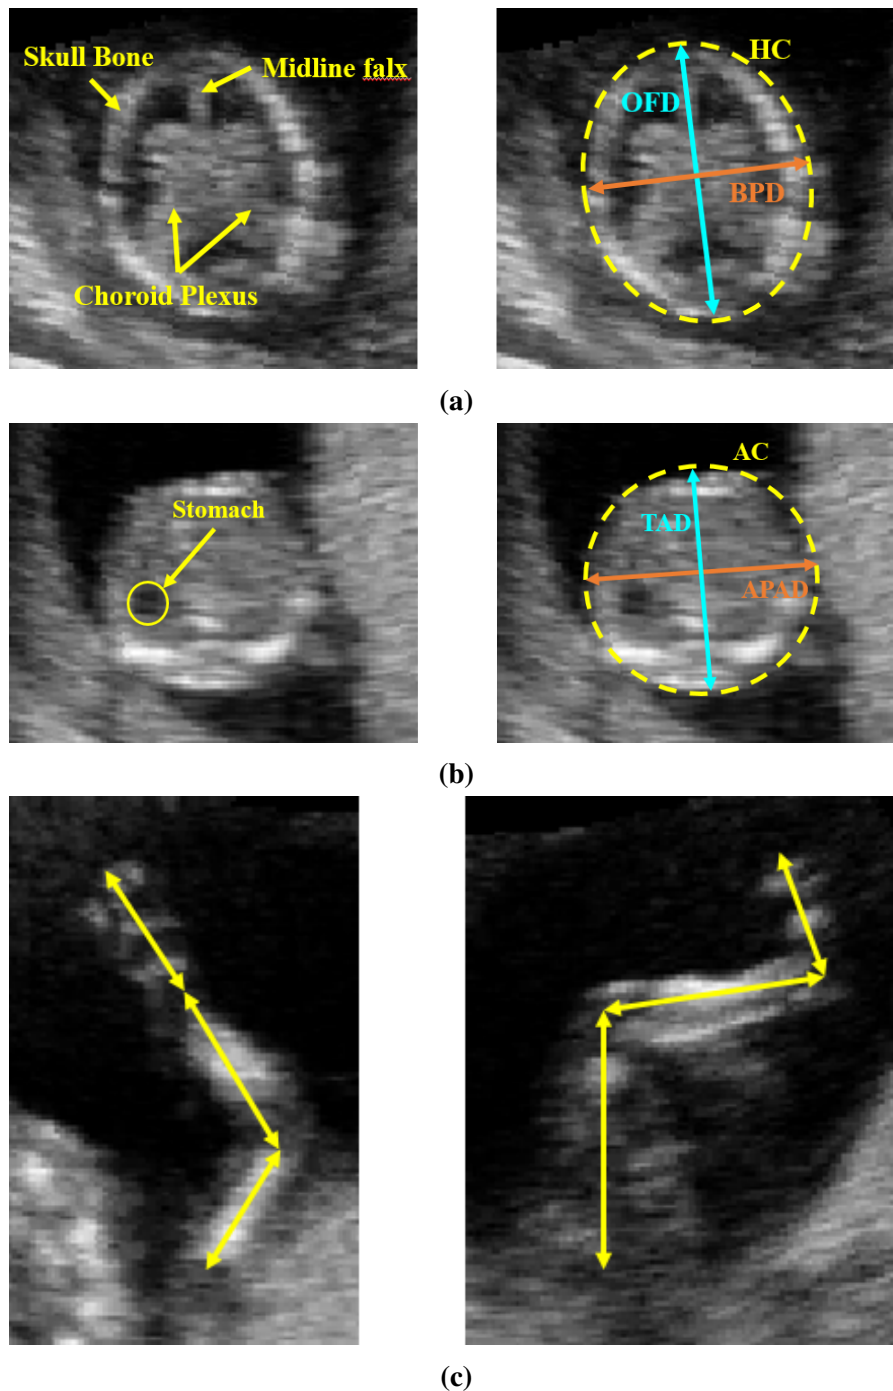 Skull Bone
Midline falx
Choroid Plexus
HC
OFD
BPD
(a)
Stomach
AC
TAD
APAD
(b)
(c)